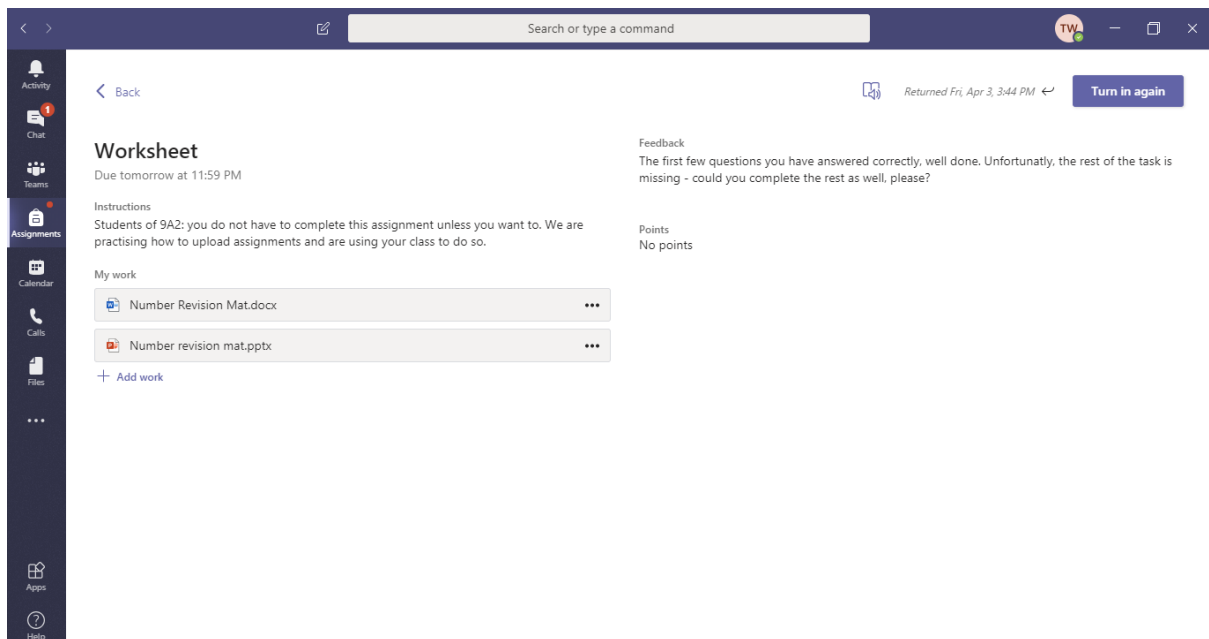 Search or type a command
TW
Activity
1
Chat
Teams
Assignments
Calendar
Calls
Files
Apps
Help
Back
Returned Fri, Apr 3, 3:44 PM
Turn in again
Worksheet
Due tomorrow at 11:59 PM
Instructions
Students of 9A2: you do not have to complete this assignment unless you want to. We are
practising how to upload assignments and are using your class to do so.
My work
Number Revision Mat.docx
Number revision mat.pptx
Add work
Feedback
The first few questions you have answered correctly, well done. Unfortunatly, the rest of the task is
missing - could you complete the rest as well, please?
Points
No points